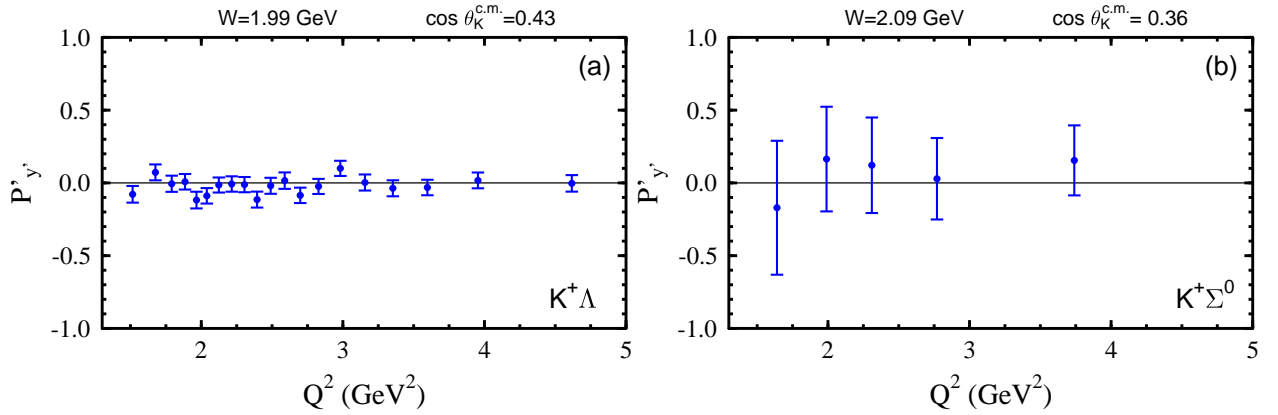 W=1.99 GeV cos θ_K^c.m.=0.43
(a)
1.0
0.5
0.0
-0.5
-1.0
P'_y'
K⁺Λ
2 3 4 5
Q² (GeV²)
W=2.09 GeV cos θ_K^c.m.= 0.36
(b)
1.0
0.5
0.0
-0.5
-1.0
P'_y'
K⁺Σ⁰
2 3 4 5
Q² (GeV²)